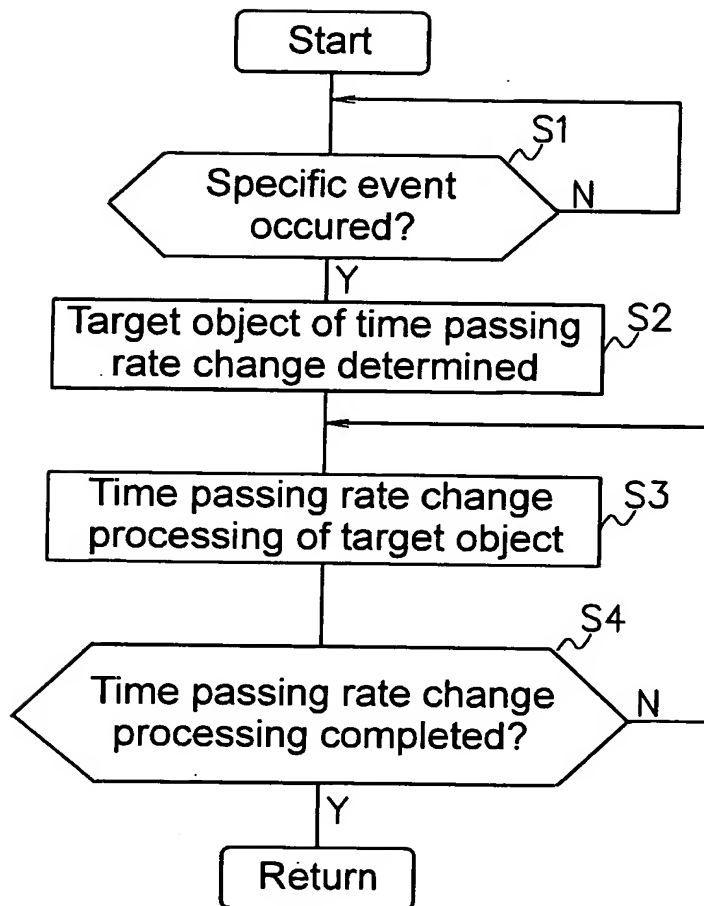 Start
S1
Specific event
occured?
N
Y
Target object of time passing
rate change determined
S2
Time passing rate change
processing of target object
S3
S4
Time passing rate change
processing completed?
N
Y
Return